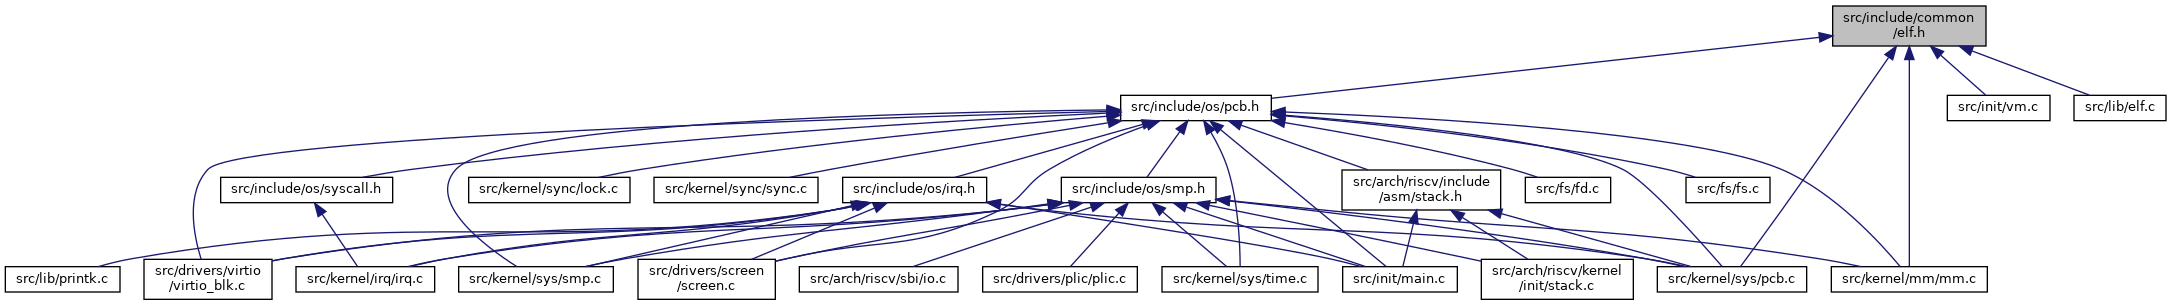 src/include/common
/elf.h
src/include/os/pcb.h
src/init/vm.c
src/lib/elf.c
src/include/os/syscall.h
src/kernel/sync/lock.c
src/kernel/sync/sync.c
src/include/os/irq.h
src/include/os/smp.h
src/arch/riscv/include
/asm/stack.h
src/fs/fd.c
src/fs/fs.c
src/lib/printk.c
src/drivers/virtio
/virtio_blk.c
src/kernel/irq/irq.c
src/kernel/sys/smp.c
src/drivers/screen
/screen.c
src/arch/riscv/sbi/io.c
src/drivers/plic/plic.c
src/kernel/sys/time.c
src/init/main.c
src/arch/riscv/kernel
/init/stack.c
src/kernel/sys/pcb.c
src/kernel/mm/mm.c